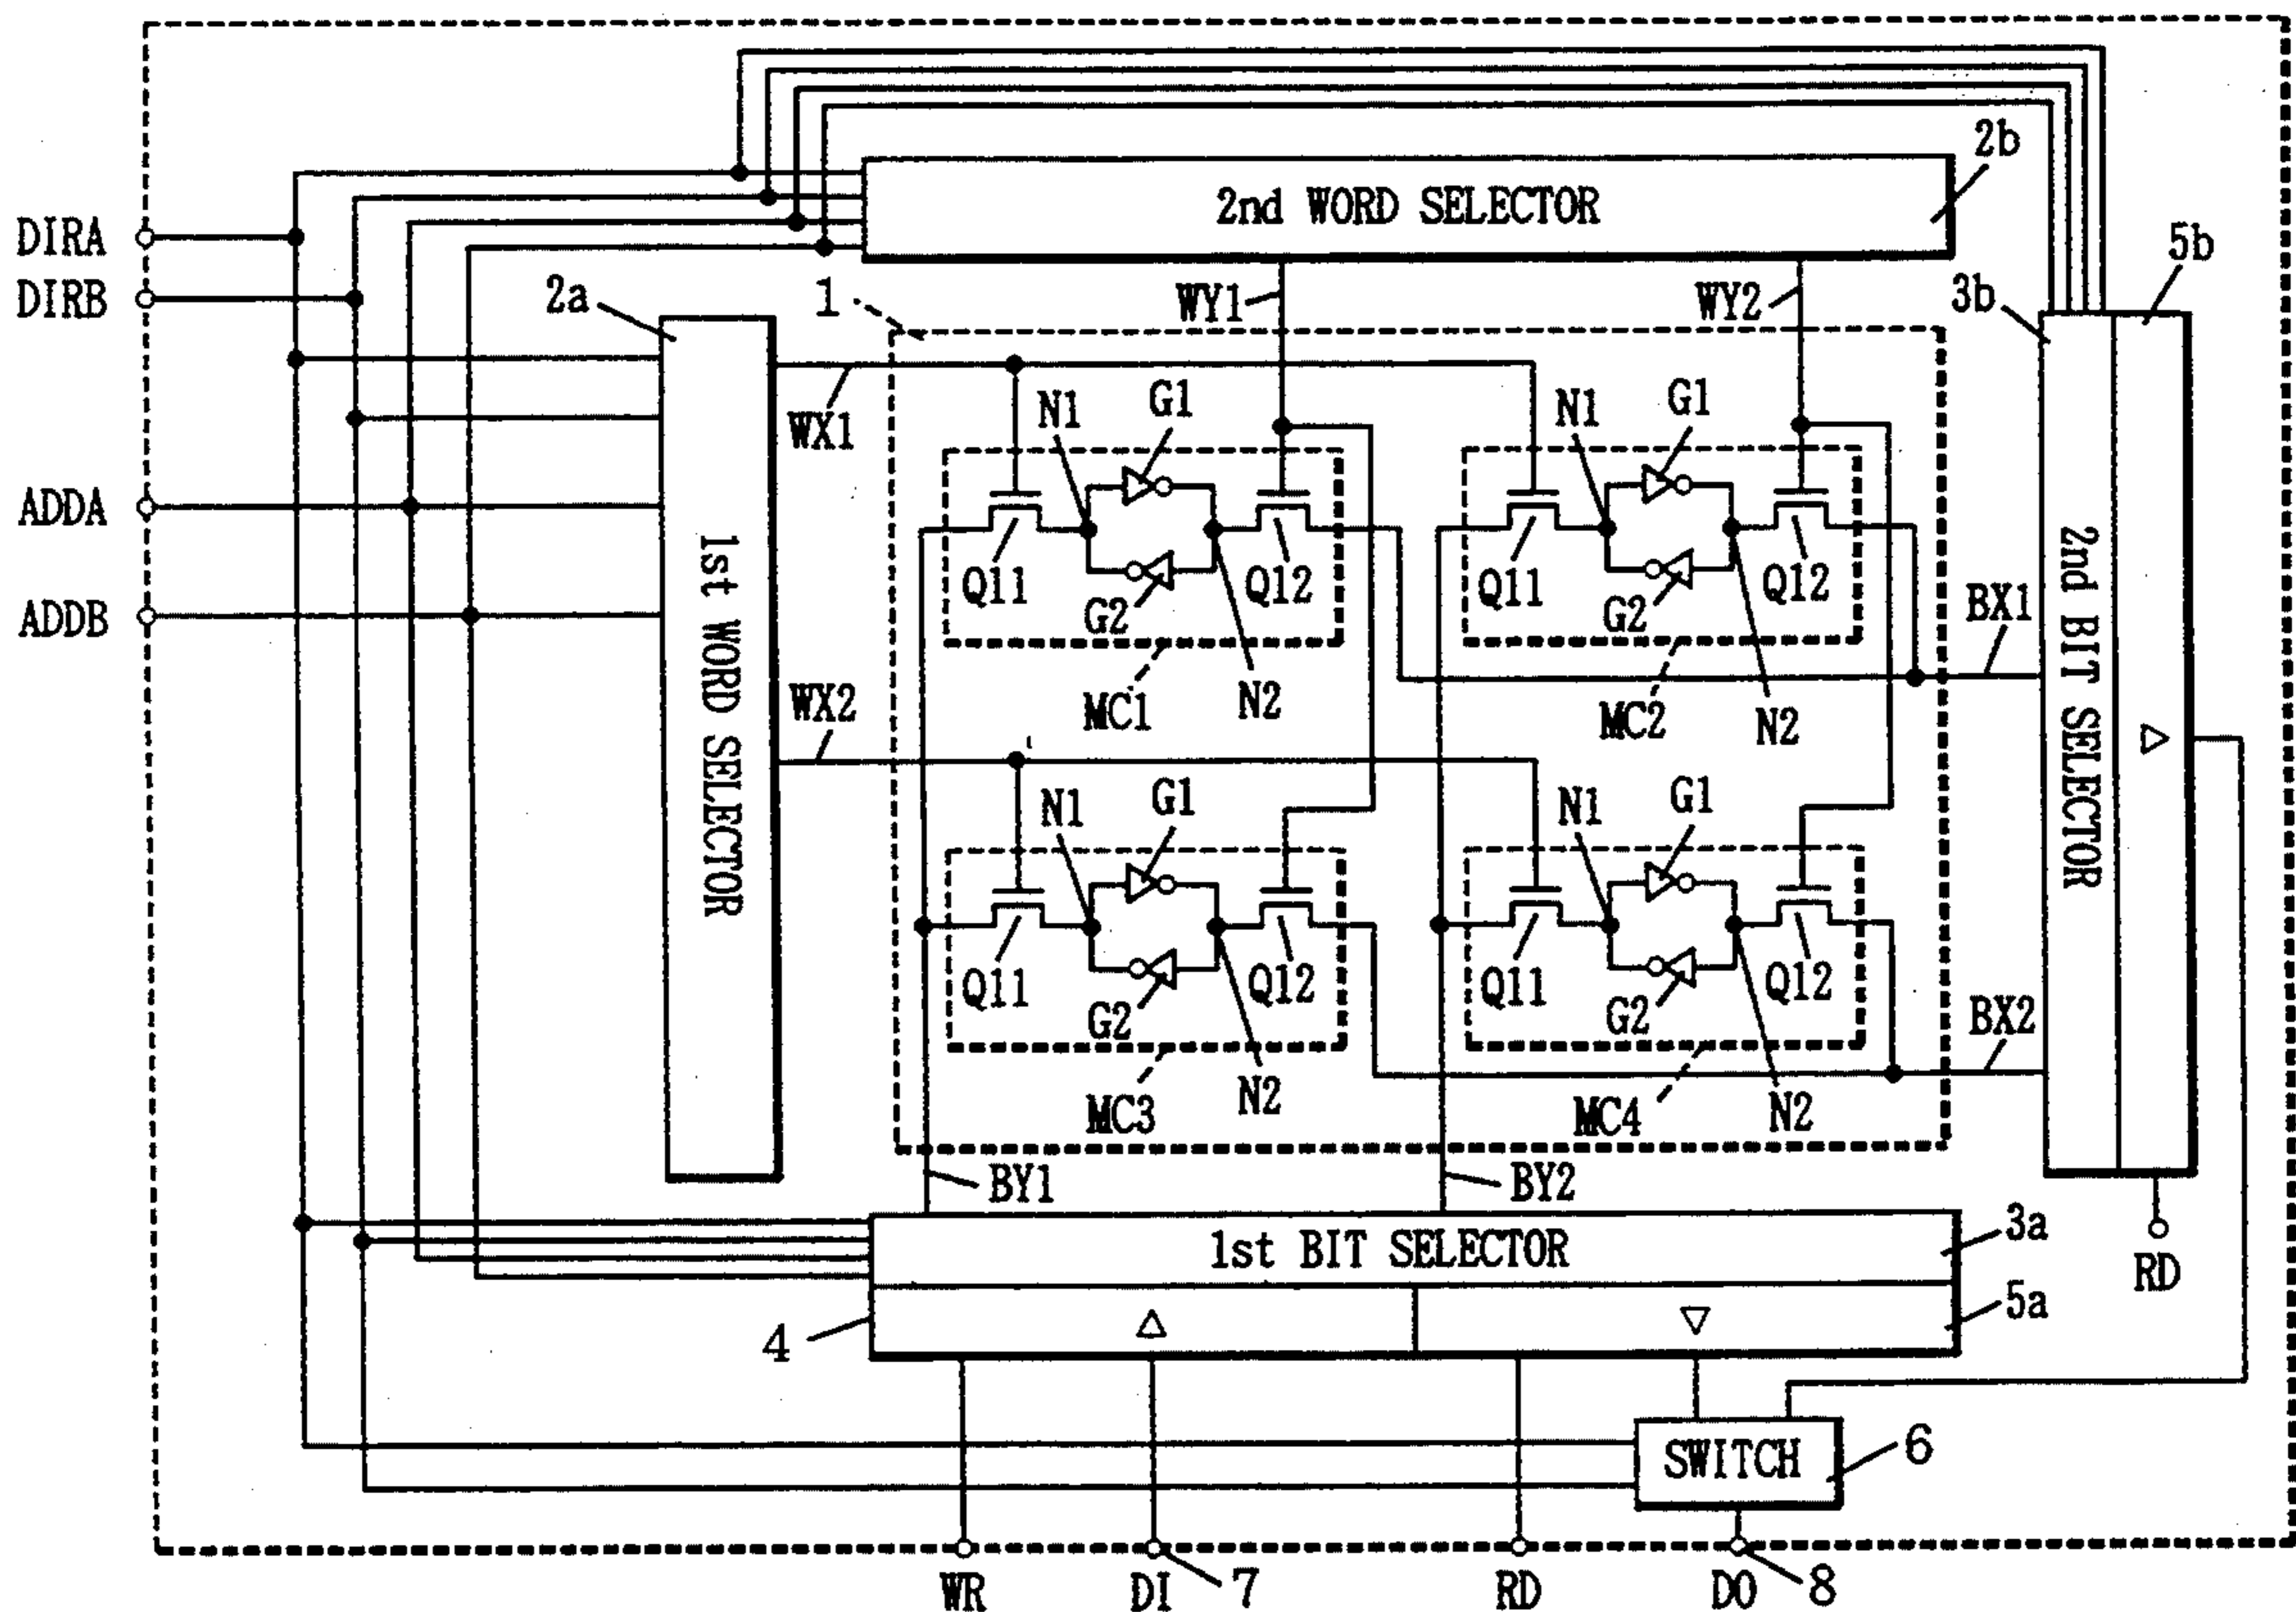 2b
2nd WORD SELECTOR
DIRA
5b
DIRB
2a
1
WY1
WY2
3b
WX1
N1
G1
N1
G1
ADDA
1st WORD SELECTOR
2nd BIT SELECTOR
Q11
Q12
Q11
Q12
G2
G2
BX1
ADDB
WX2
MC1
N2
MC2
N2
N1
G1
N1
G1
Q11
Q12
Q11
Q12
G2
G2
BX2
MC3
N2
MC4
N2
BY1
BY2
1st BIT SELECTOR
3a
RD
4
5a
SWITCH
6
WR
DI
7
RD
DO
8